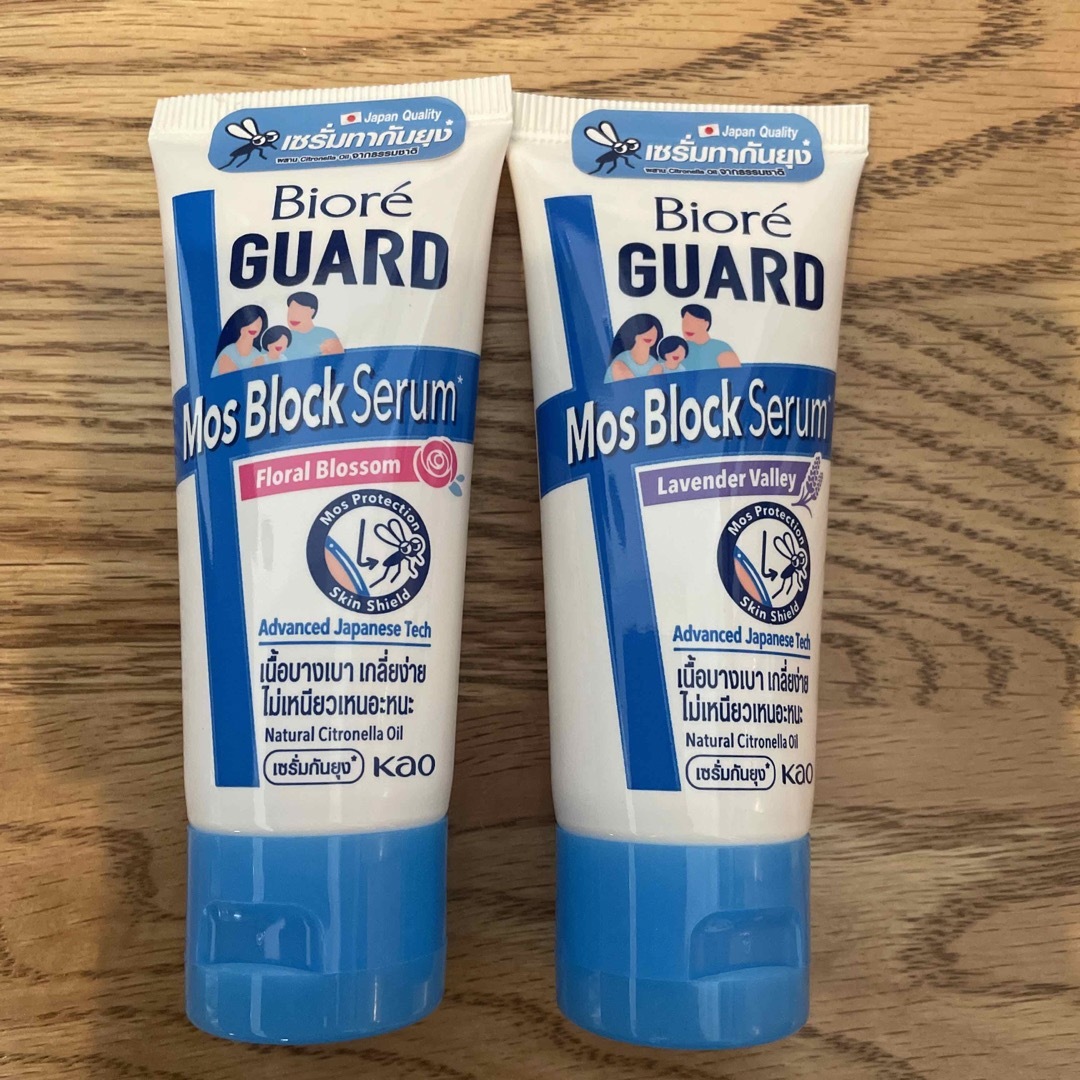 Japan Quality
เซรั่มทากันยุง*
ผสาน Citronella Oil จากธรรมชาติ
Bioré
GUARD
Mos Block Serum*
Floral Blossom
Mos Protection
Skin Shield
Advanced Japanese Tech
เนื้อบางเบา เกลี่ยง่าย
ไม่เหนียวเหนอะหนะ
Natural Citronella Oil
เซรั่มกันยุง* Kao
Japan Quality
เซรั่มทากันยุง*
ผสาน Citronella Oil จากธรรมชาติ
Bioré
GUARD
Mos Block Serum*
Lavender Valley
Mos Protection
Skin Shield
Advanced Japanese Tech
เนื้อบางเบา เกลี่ยง่าย
ไม่เหนียวเหนอะหนะ
Natural Citronella Oil
เซรั่มกันยุง* Kao